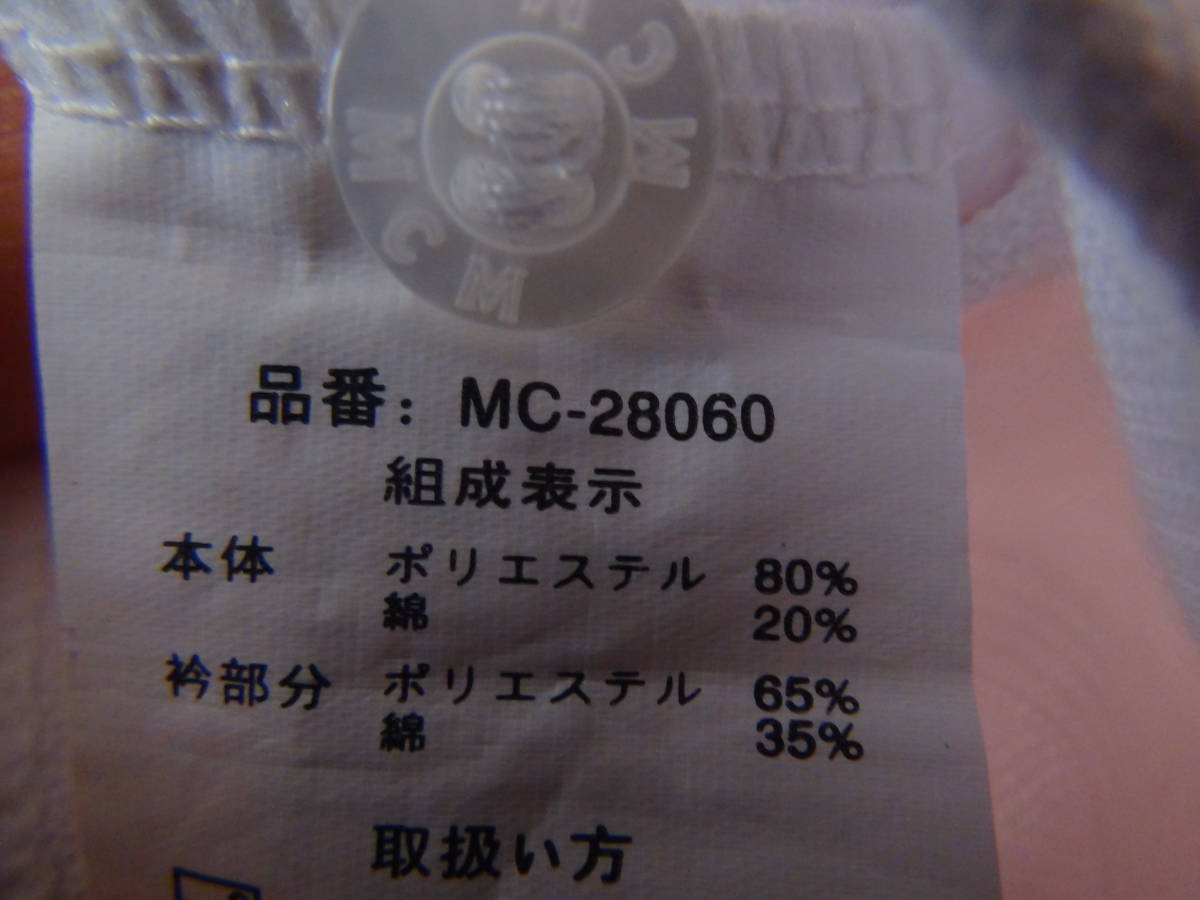 MCMMCM
品番: MC-28060
組成表示
本体 ポリエステル 80%
綿 20%
衿部分 ポリエステル 65%
綿 35%
取扱い方